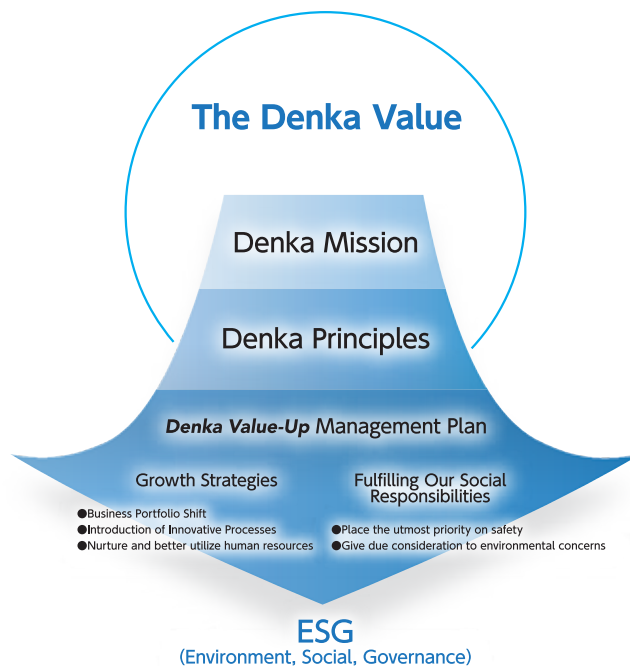 The Denka Value
Denka Mission
Denka Principles
Denka Value-Up Management Plan
Growth Strategies
●Business Portfolio Shift
●Introduction of Innovative Processes
●Nurture and better utilize human resources
Fulfilling Our Social
Responsibilities
●Place the utmost priority on safety
●Give due consideration to environmental concerns
ESG
(Environment, Social, Governance)